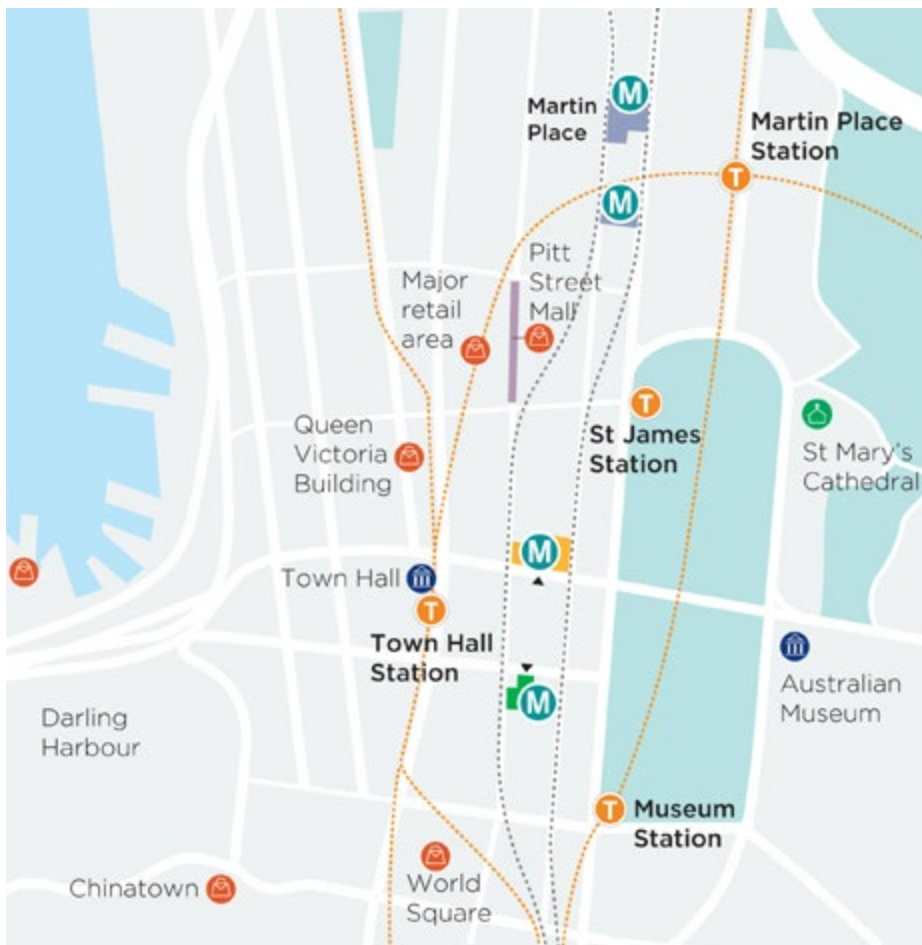 M
Martin
Place
Martin Place
Station
T
M
Pitt
Street
Mall
Major
retail
area
T
St James
Station
Queen
Victoria
Building
St Mary's
Cathedral
M
Town Hall
T
Town Hall
Station
M
Australian
Museum
Darling
Harbour
T
Museum
Station
Chinatown
World
Square